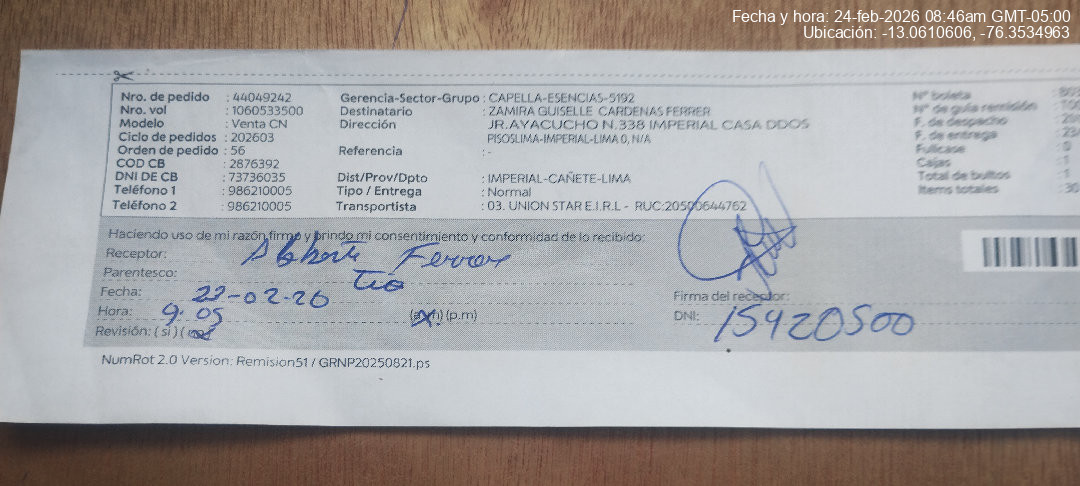 Fecha y hora: 24-feb-2026 08:46am GMT-05:00
Ubicación: -13.0610606, -76.3534963
Nro. de pedido : 44049242
Nro. vol : 1060533500
Modelo : Venta CN
Ciclo de pedidos : 202603
Orden de pedido : 56
COD CB : 2876392
DNI DE CB : 73736035
Teléfono 1 : 986210005
Teléfono 2 : 986210005
Gerencia-Sector-Grupo : CAPELLA-ESENCIAS-5192
Destinatario : ZAMIRA GUISELLE CARDENAS FERRER
Dirección : JR.AYACUCHO N.338 IMPERIAL CASA DDOS
PISOSLIMA-IMPERIAL-LIMA 0, N/A
Referencia : -
Dist/Prov/Dpto : IMPERIAL-CAÑETE-LIMA
Tipo / Entrega : Normal
Transportista : 03. UNION STAR E.I.R.L - RUC:20500644762
N° boleta
N° de guía remisión
F. de despacho
F. de entrega
Fullcase : 0
Cajas : 1
Total de bultos : 1
Items totales : 30
Haciendo uso de mi razón, firmo y brindo mi consentimiento y conformidad de lo recibido:
Receptor: Ferrer
Parentesco: Tío
Fecha: 23-02-26
Hora: 9:05 (a.m) (p.m)
Revisión: ( si ) (
Firma del receptor:
DNI: 15420500
NumRot 2.0 Version: Remision51 / GRNP20250821.ps